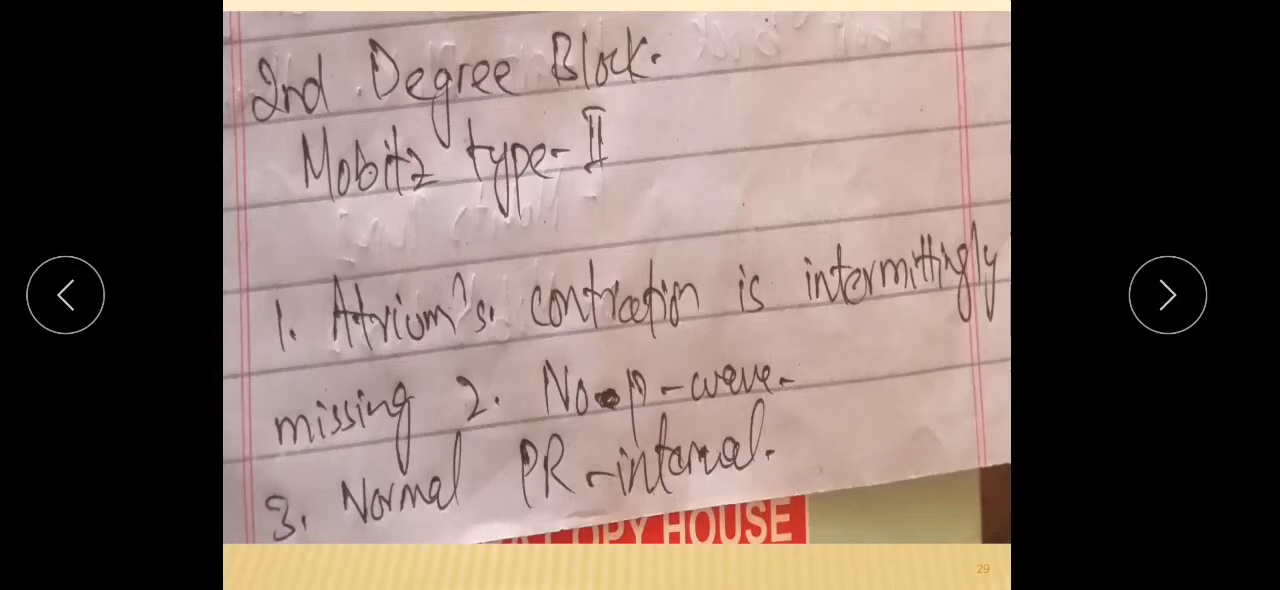 2nd Degree Block.
Mobitz type-II
1. Atrium's. contraction is intermittingly
missing 2. No p-wave-
3. Normal PR-interval.
COPY HOUSE
29